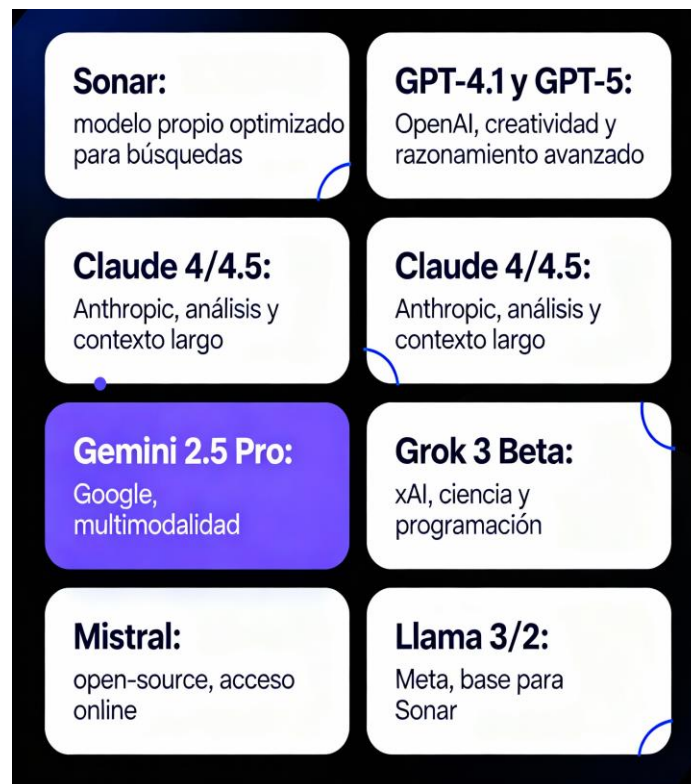 Sonar:
modelo propio optimizado
para búsquedas
GPT-4.1 y GPT-5:
OpenAI, creatividad y
razonamiento avanzado
Claude 4/4.5:
Anthropic, análisis y
contexto largo
Claude 4/4.5:
Anthropic, análisis y
contexto largo
Gemini 2.5 Pro:
Google,
multimodalidad
Grok 3 Beta:
xAI, ciencia y
programación
Mistral:
open-source, acceso
online
Llama 3/2:
Meta, base para
Sonar